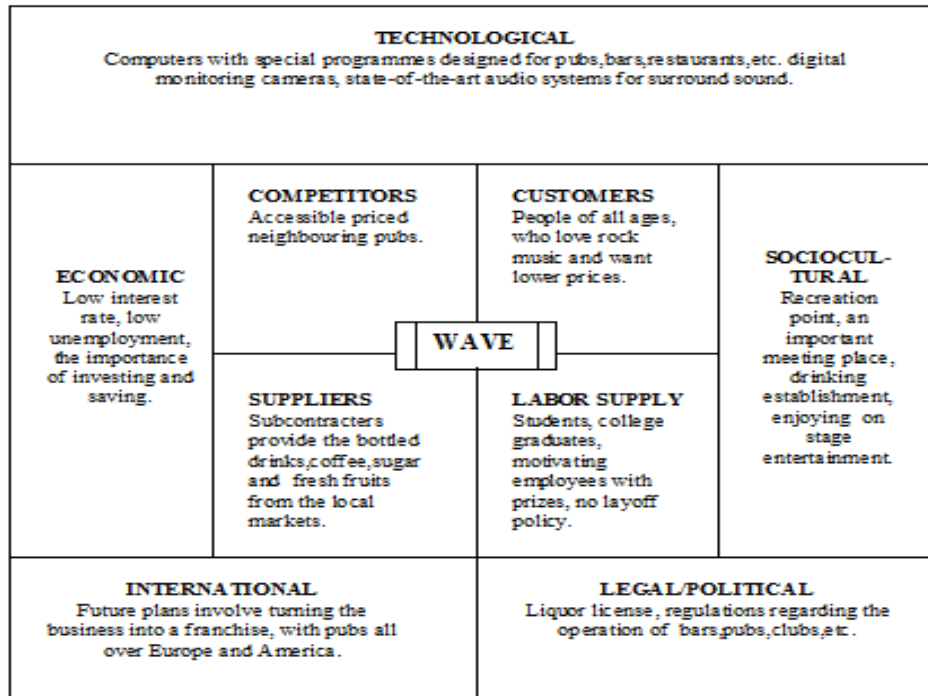 TECHNOLOGICAL
Computers with special programmes designed for pubs,bars,restaurants,etc. digital
monitoring cameras, state-of-the-art audio systems for surround sound.
ECONOMIC
Low interest
rate, low
unemployment,
the importance
of investing and
saving.
COMPETITORS
Accessible priced
neighbouring pubs.
CUSTOMERS
People of all ages,
who love rock
music and want
lower prices.
SOCIOCUL-
TURAL
Recreation
point, an
important
meeting place,
drinking
establishment,
enjoying on
stage
entertainment.
WAVE
SUPPLIERS
Subcontracters
provide the bottled
drinks,coffee,sugar
and fresh fruits
from the local
markets.
LABOR SUPPLY
Students, college
graduates,
motivating
employees with
prizes, no layoff
policy.
INTERNATIONAL
Future plans involve turning the
business into a franchise, with pubs all
over Europe and America.
LEGAL/POLITICAL
Liquor license, regulations regarding the
operation of bars,pubs,clubs,etc.